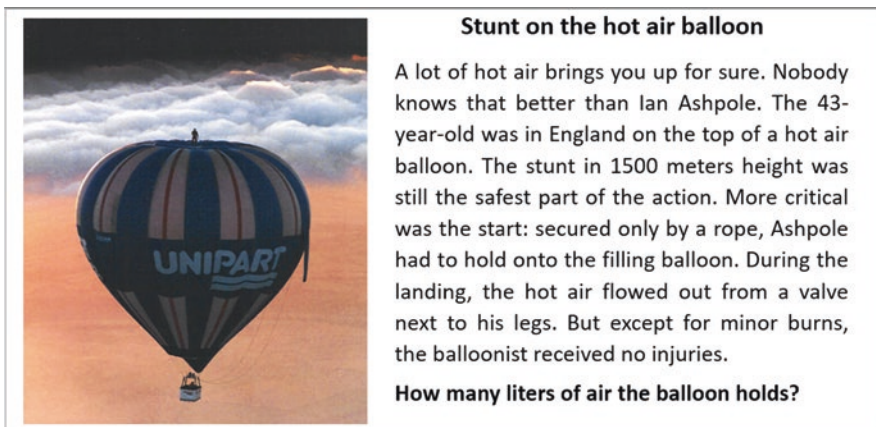 Stunt on the hot air balloon
A lot of hot air brings you up for sure. Nobody
knows that better than Ian Ashpole. The 43-
year-old was in England on the top of a hot air
balloon. The stunt in 1500 meters height was
still the safest part of the action. More critical
was the start: secured only by a rope, Ashpole
had to hold onto the filling balloon. During the
landing, the hot air flowed out from a valve
next to his legs. But except for minor burns,
the balloonist received no injuries.
How many liters of air the balloon holds?
UNIPART